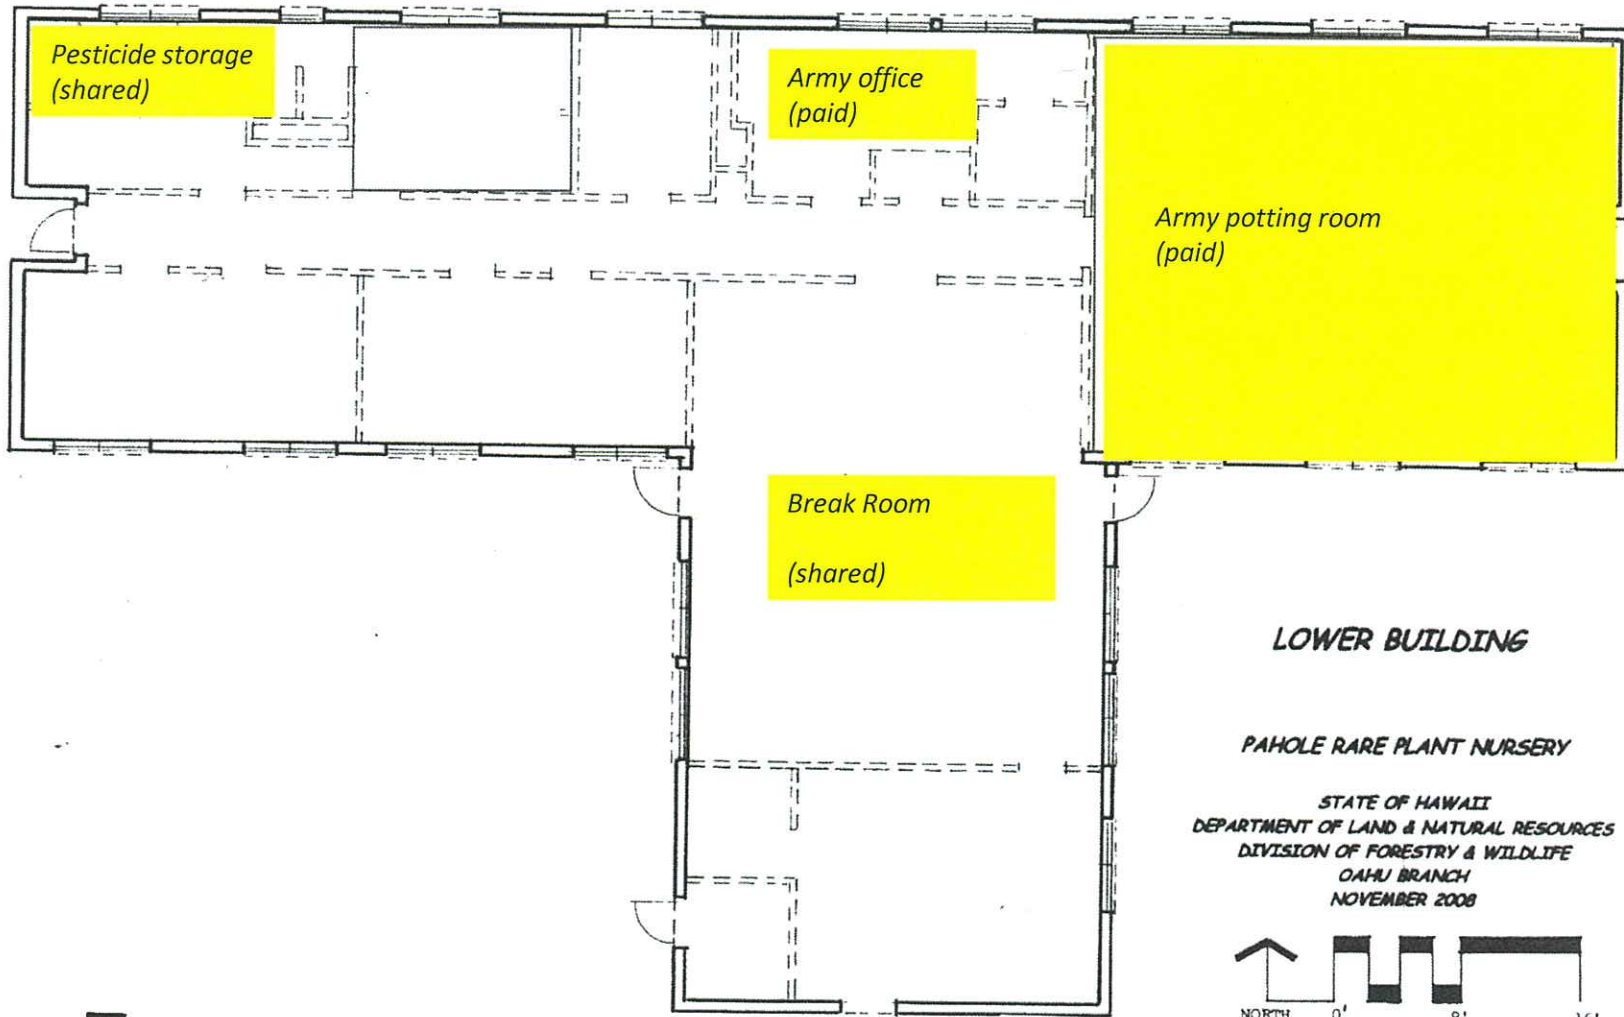 Pesticide storage
(shared)
Army office
(paid)
Army potting room
(paid)
Break Room
(shared)
LOWER BUILDING
PAHOLE RARE PLANT NURSERY
STATE OF HAWAII
DEPARTMENT OF LAND & NATURAL RESOURCES
DIVISION OF FORESTRY & WILDLIFE
OAHU BRANCH
NOVEMBER 2008
NORTH 0' 8' 16'